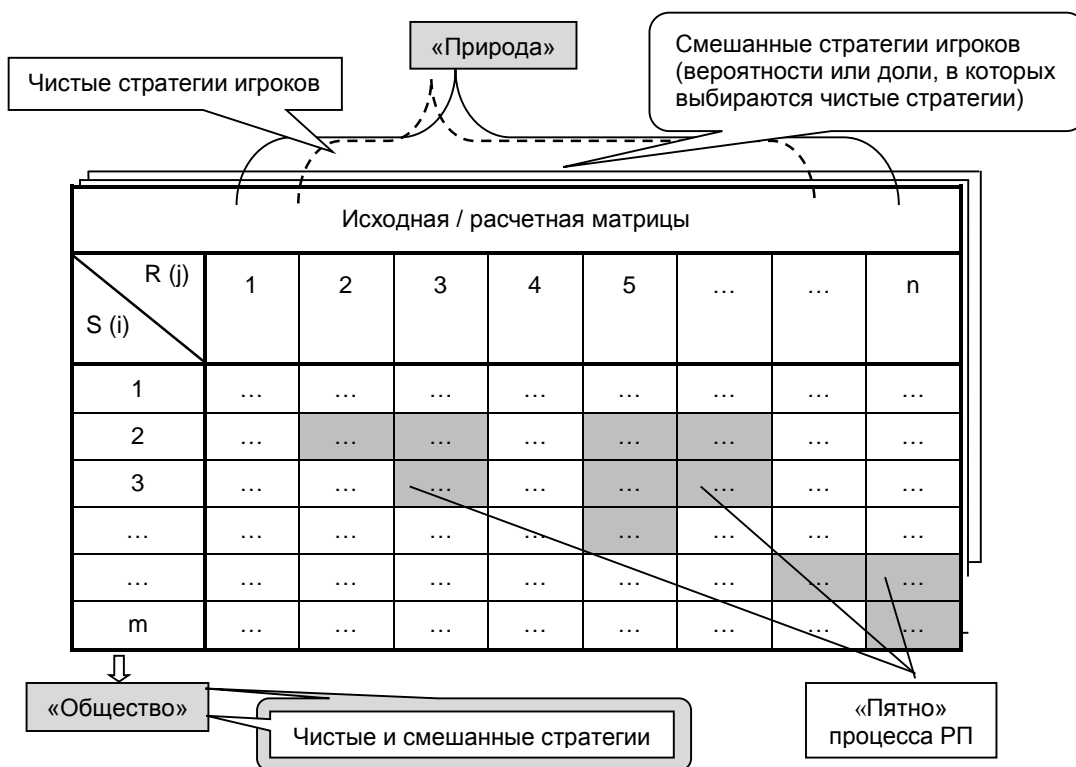 «Природа»
Смешанные стратегии игроков
(вероятности или доли, в которых
выбираются чистые стратегии)
Чистые стратегии игроков
Исходная / расчетная матрицы
R (j)
S (i)
1 2 3 4 5 … … n
1 … … … … … … … …
2 … … … … … … … …
3 … … … … … … … …
… … … … … … … … …
… … … … … … … … …
m … … … … … … … …
«Общество»
Чистые и смешанные стратегии
«Пятно»
процесса РП